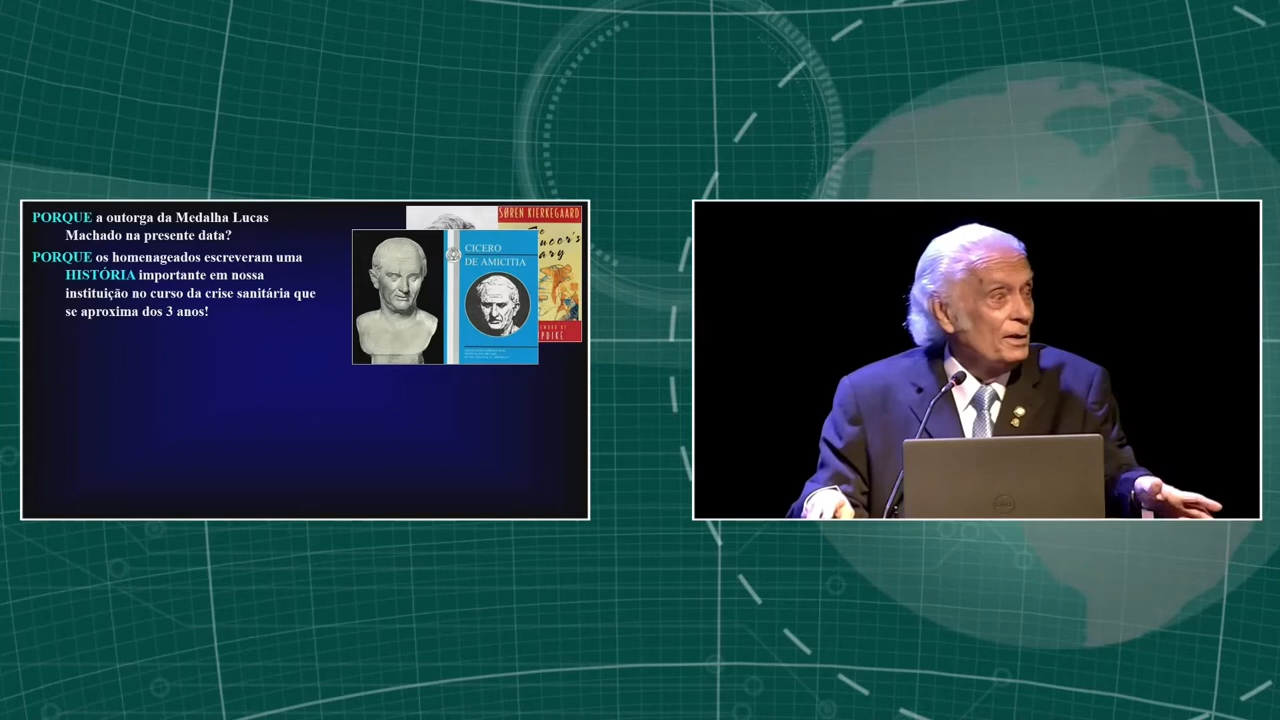 PORQUE a outorga da Medalha Lucas
Machado na presente data?
PORQUE os homenageados escreveram uma
HISTÓRIA importante em nossa
instituição no curso da crise sanitária que
se aproxima dos 3 anos!
SØREN KIERKEGAARD
CICERO
DE AMICITIA
DELL